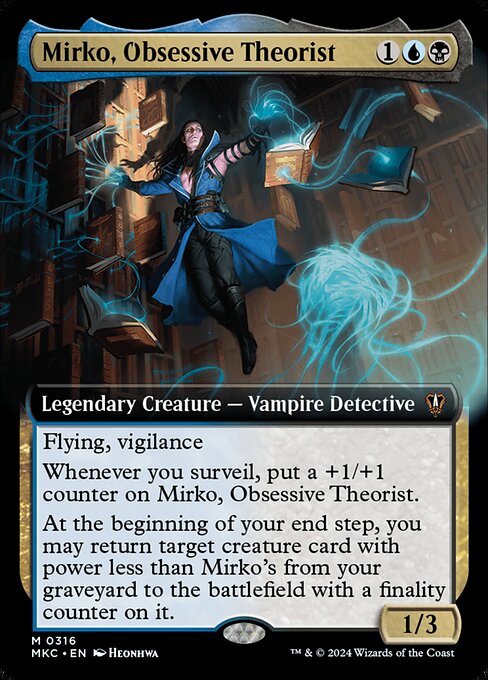 Mirko, Obsessive Theorist 1
Legendary Creature — Vampire Detective
Flying, vigilance
Whenever you surveil, put a +1/+1
counter on Mirko, Obsessive Theorist.
At the beginning of your end step, you
may return target creature card with
power less than Mirko's from your
graveyard to the battlefield with a finality
counter on it.
1/3
M 0316
MKC • EN Heonhwa
™ & © 2024 Wizards of the Coast